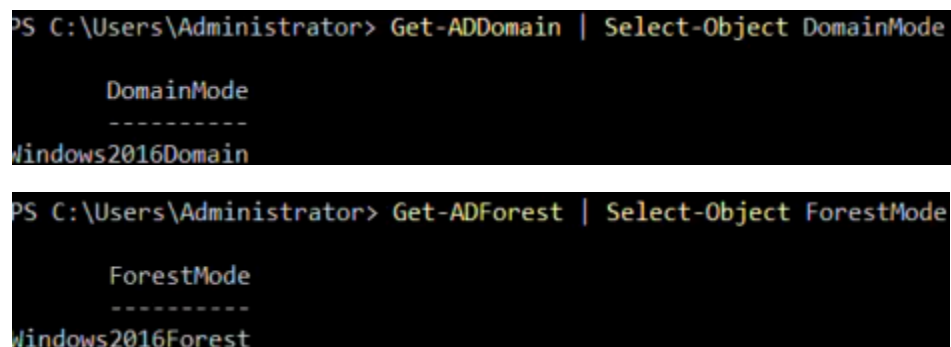 PS C:\Users\Administrator> Get-ADDomain | Select-Object DomainMode
DomainMode
----------
Windows2016Domain
PS C:\Users\Administrator> Get-ADForest | Select-Object ForestMode
ForestMode
----------
Windows2016Forest